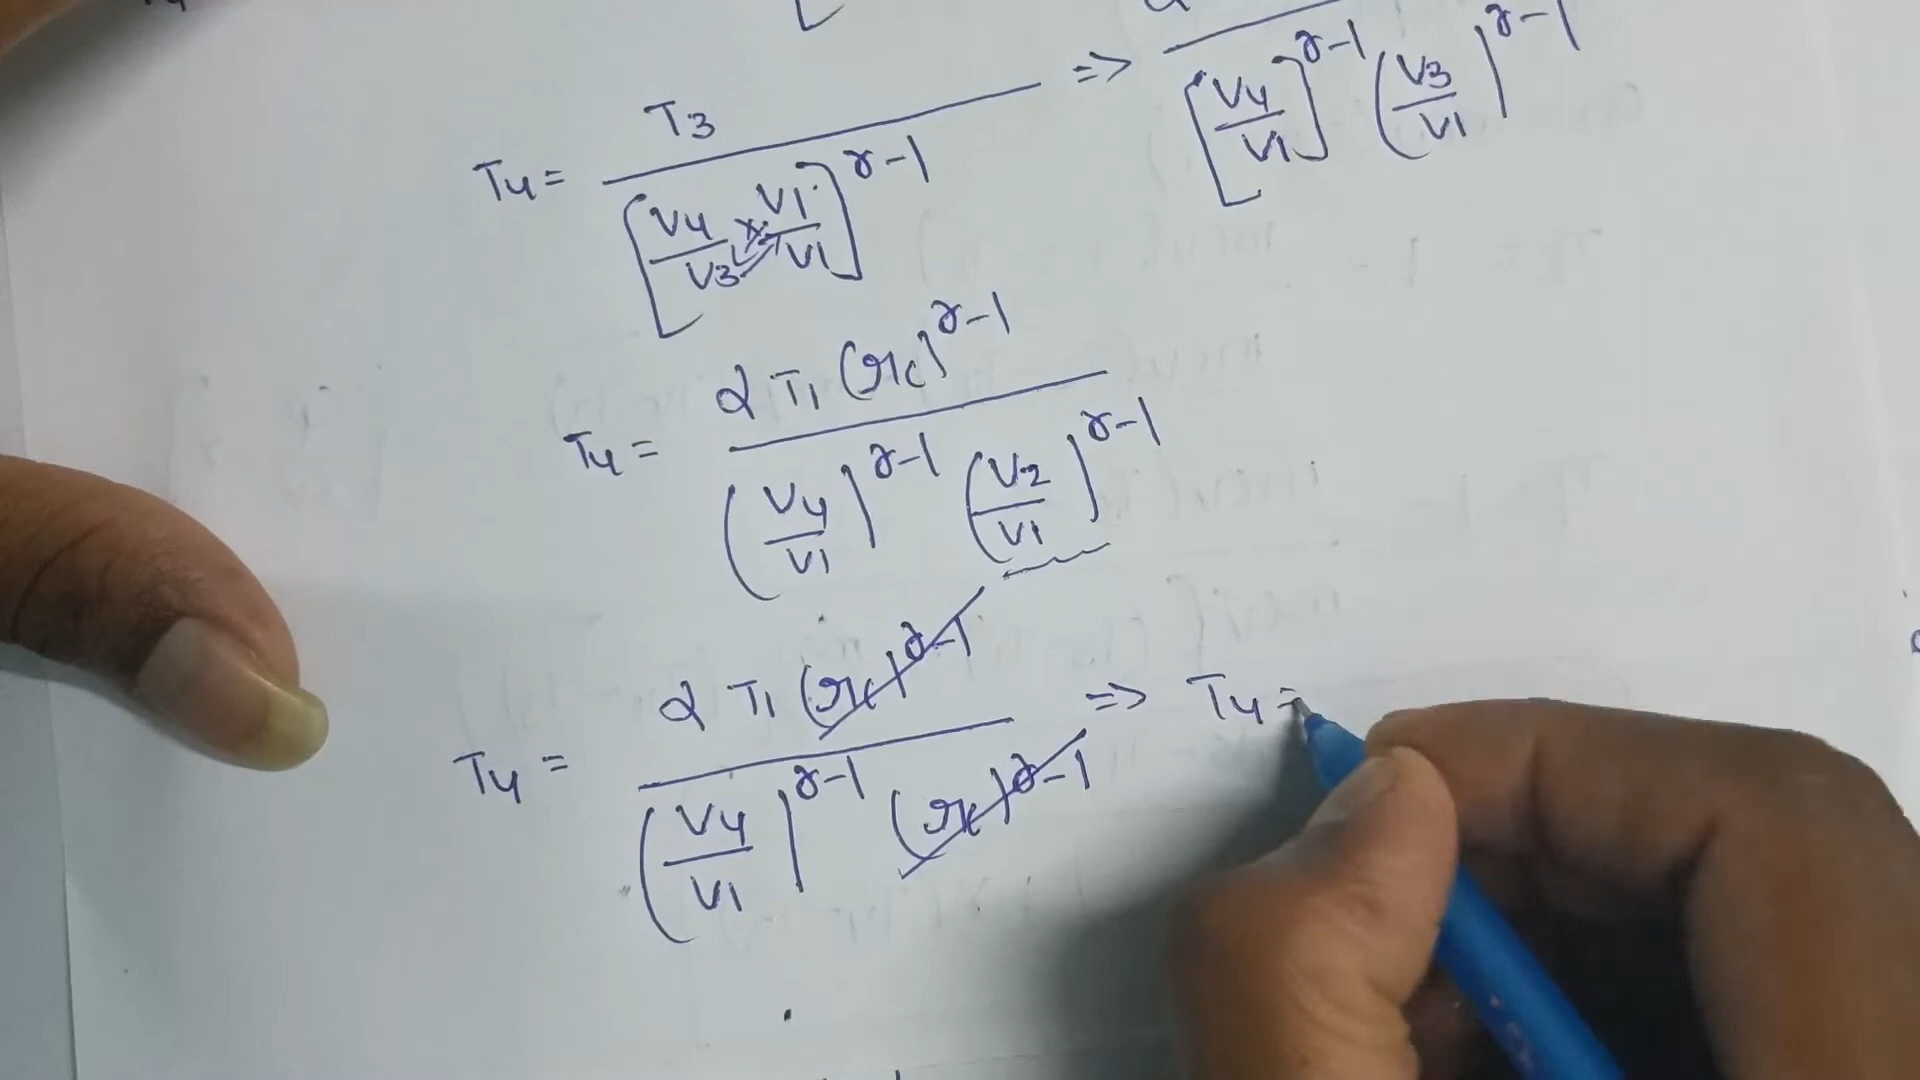 T4 = T3 / [V4/V3 × V1/V1]^γ-1 => [V4/V1]^γ-1 (V3/V1)^γ-1
T4 = α T1 (rc)^γ-1 / (V4/V1)^γ-1 (V2/V1)^γ-1
T4 = α T1 (rc)^γ-1 / (V4/V1)^γ-1 (rc)^γ-1 => T4 =